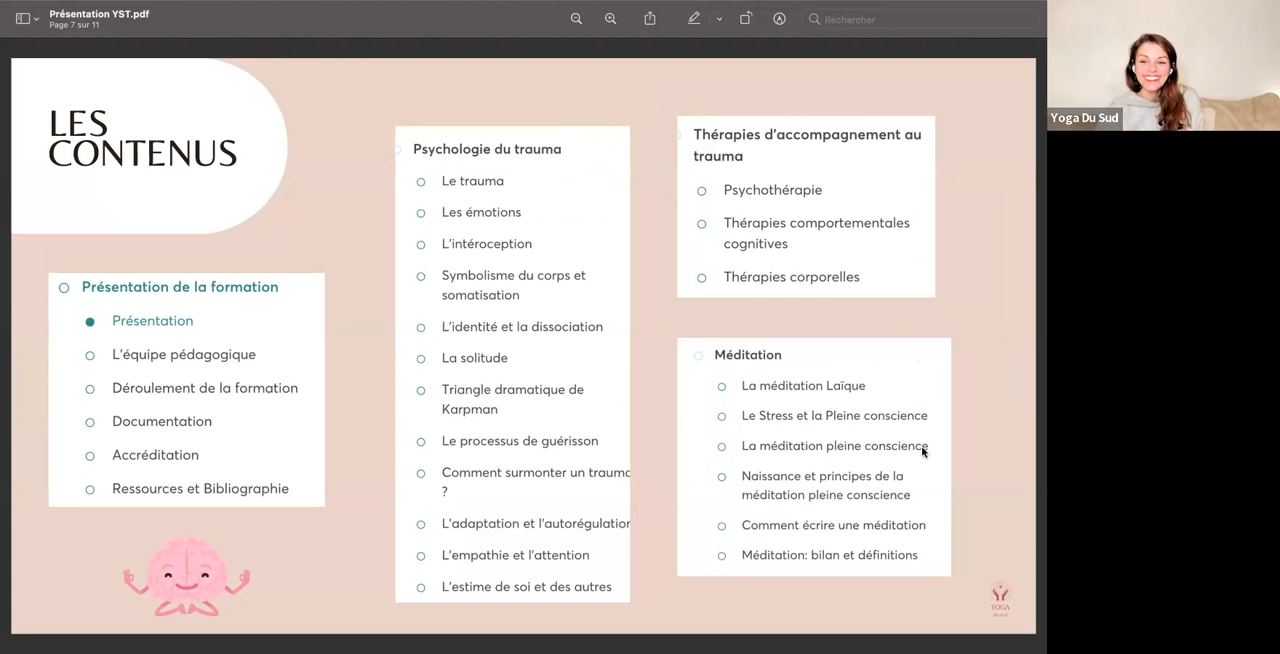 Présentation YST.pdf
Page 7 sur 11
Rechercher
Yoga Du Sud
LES
CONTENUS
Présentation de la formation
Présentation
L'équipe pédagogique
Déroulement de la formation
Documentation
Accréditation
Ressources et Bibliographie
Psychologie du trauma
Le trauma
Les émotions
L'intéroception
Symbolisme du corps et
somatisation
L'identité et la dissociation
La solitude
Triangle dramatique de
Karpman
Le processus de guérisson
Comment surmonter un trauma
?
L'adaptation et l'autorégulation
L'empathie et l'attention
L'estime de soi et des autres
Thérapies d'accompagnement au
trauma
Psychothérapie
Thérapies comportementales
cognitives
Thérapies corporelles
Méditation
La méditation Laïque
Le Stress et la Pleine conscience
La méditation pleine conscience
Naissance et principes de la
méditation pleine conscience
Comment écrire une méditation
Méditation: bilan et définitions
YOGA
du Sud